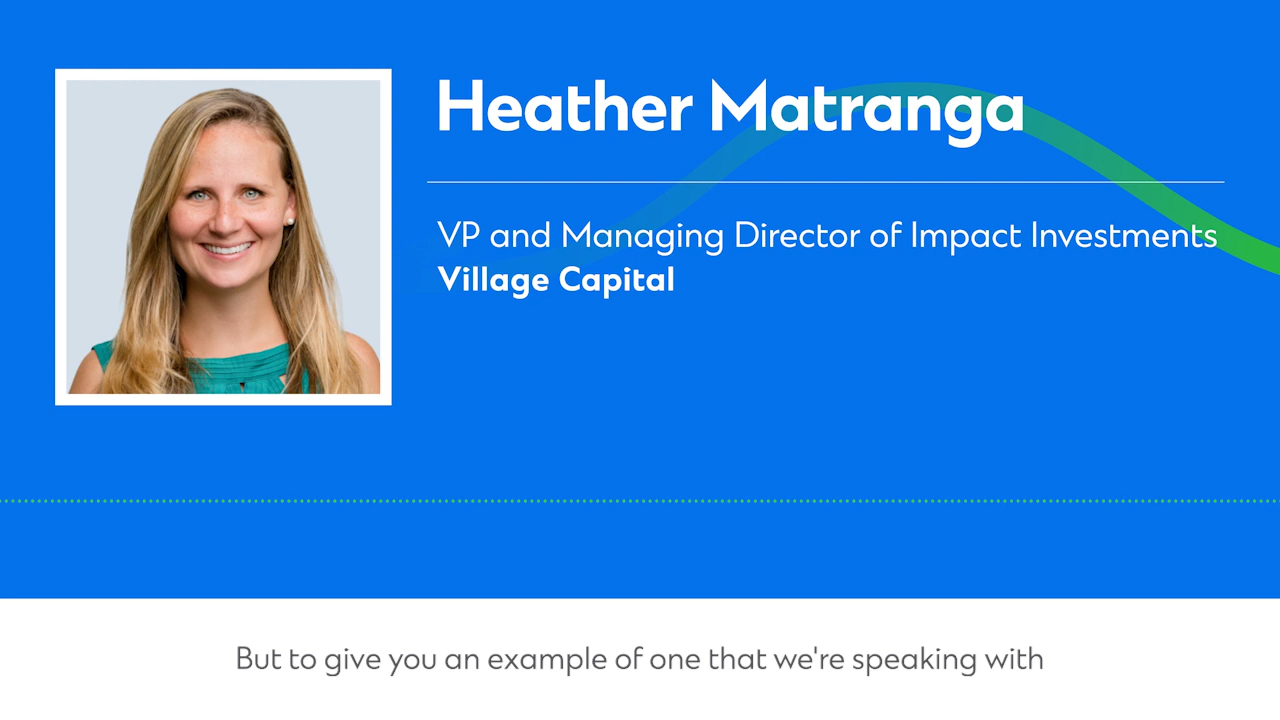 Heather Matranga
VP and Managing Director of Impact Investments
Village Capital
But to give you an example of one that we're speaking with